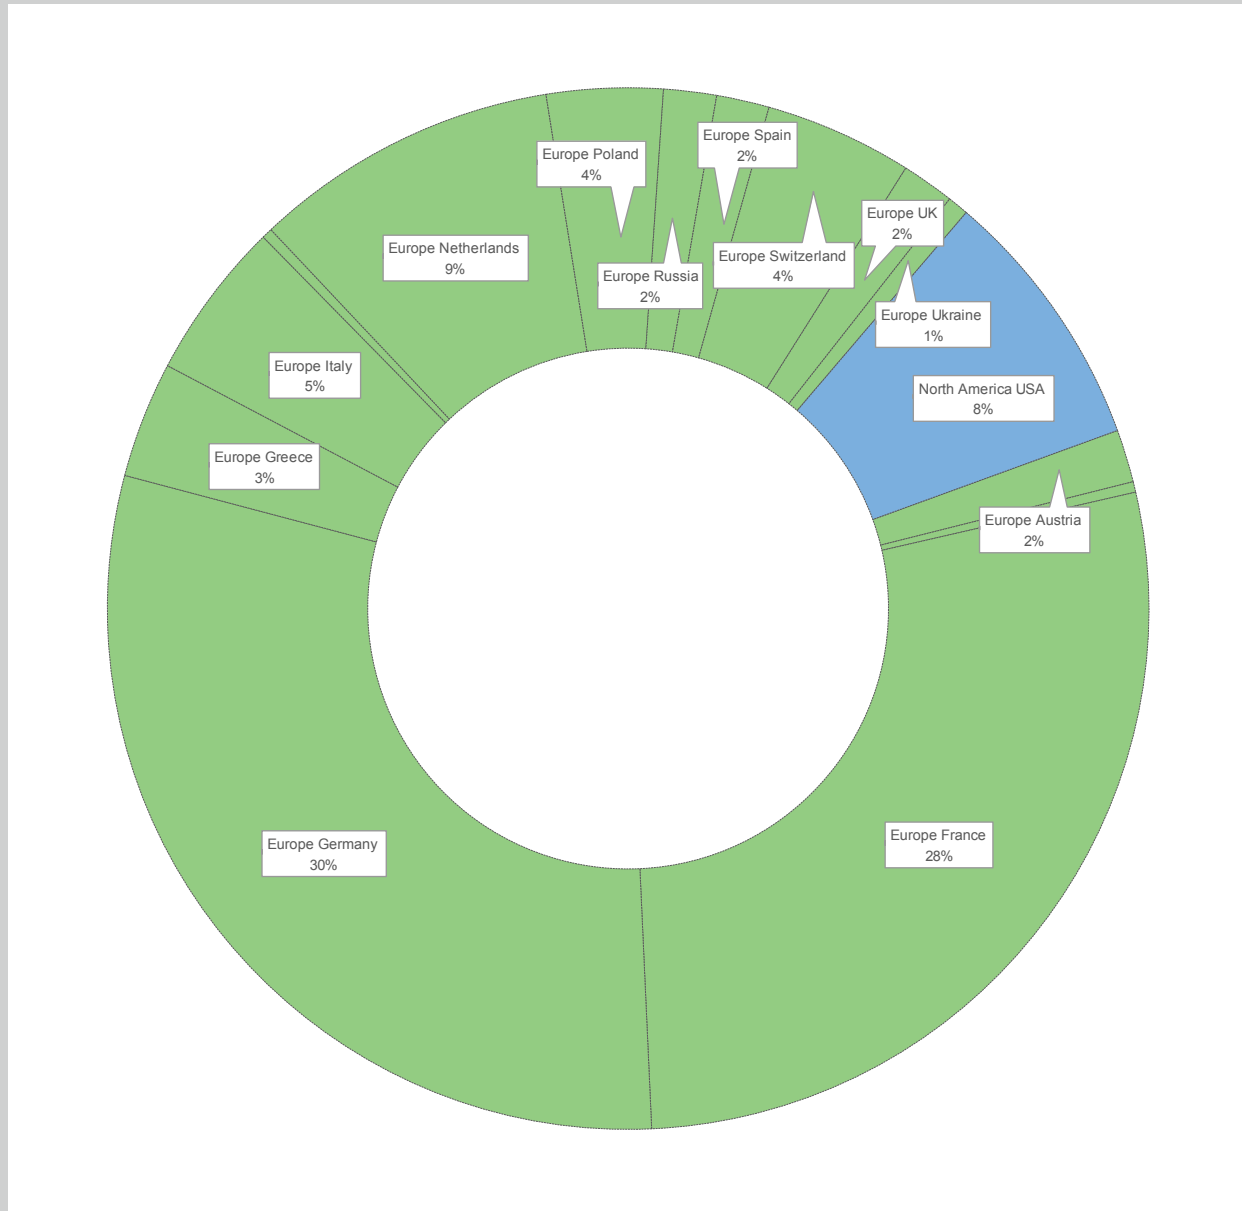 Europe Spain
2%
Europe Poland
4%
Europe UK
2%
Europe Netherlands
9%
Europe Switzerland
4%
Europe Russia
2%
Europe Ukraine
1%
Europe Italy
5%
North America USA
8%
Europe Greece
3%
Europe Austria
2%
Europe France
28%
Europe Germany
30%